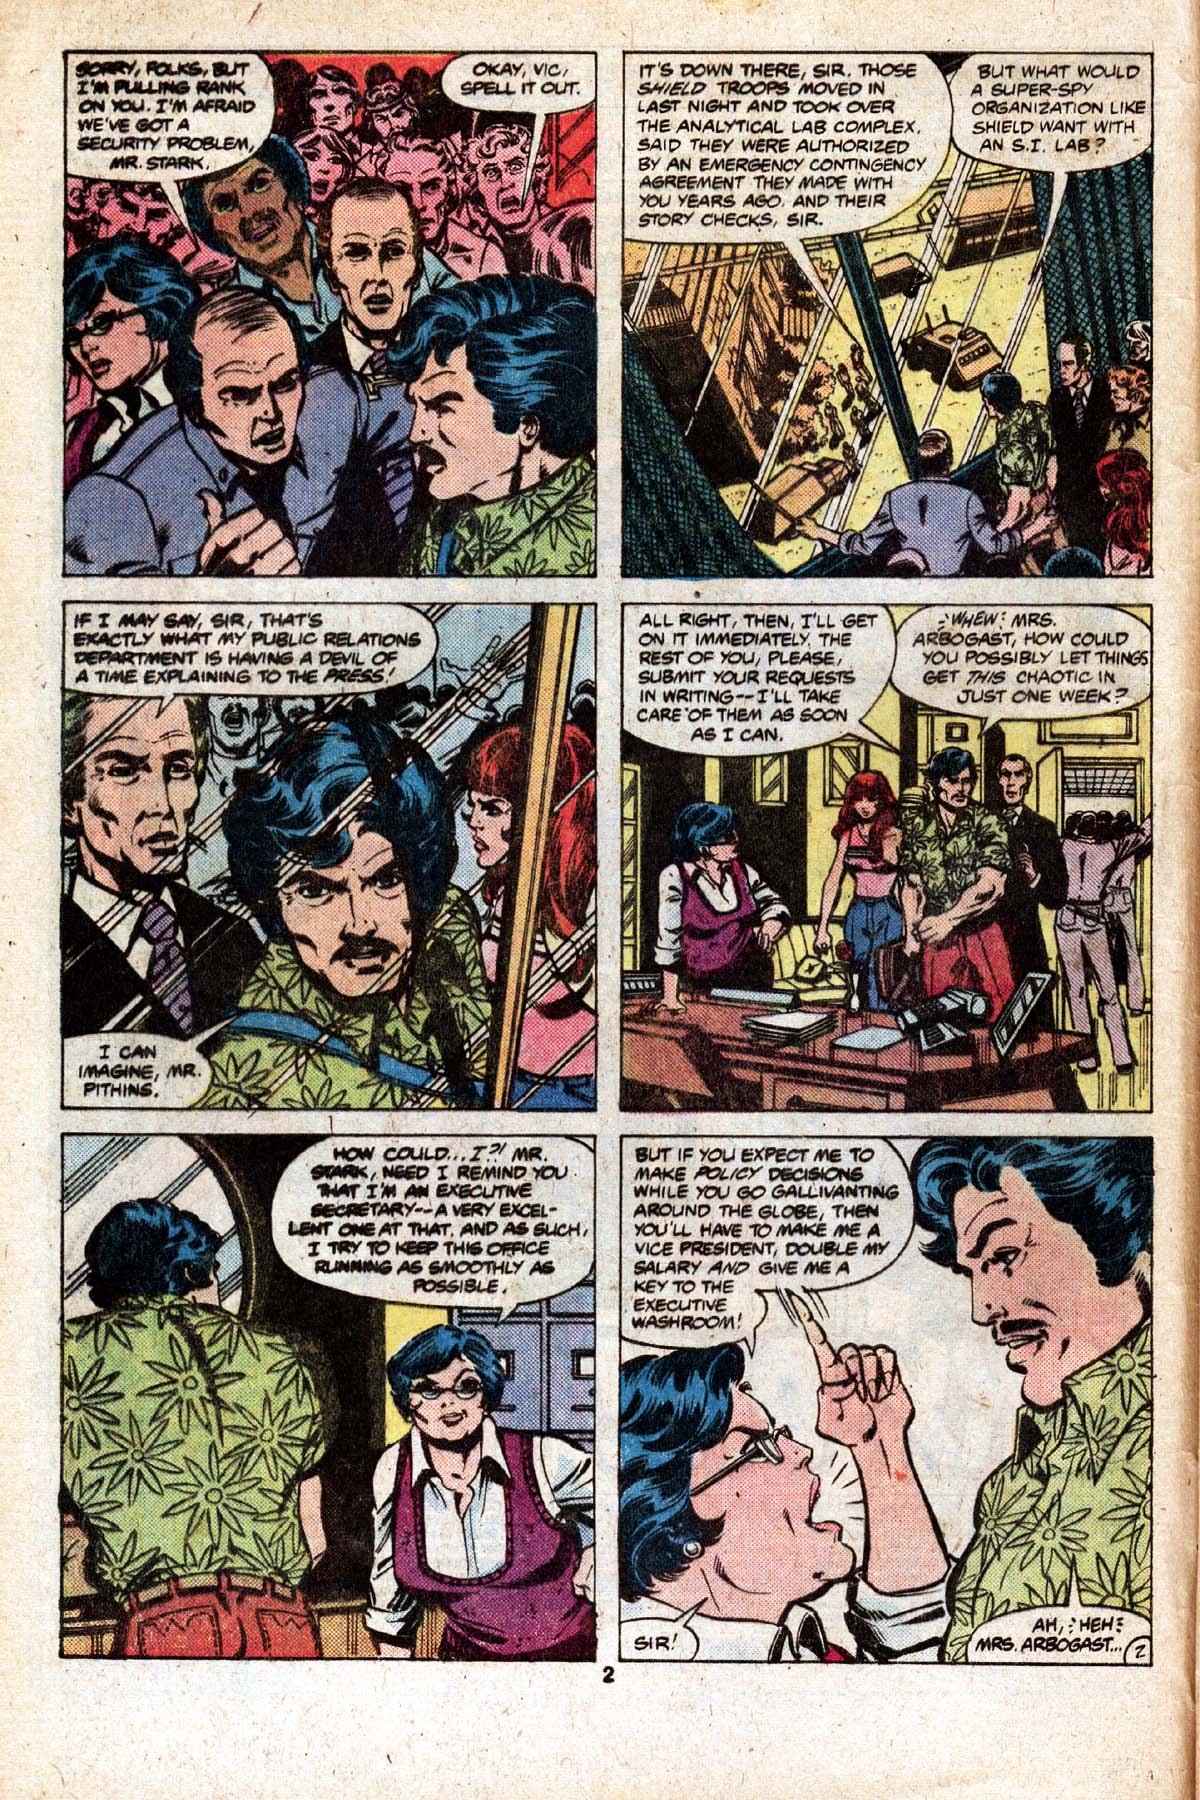 SORRY, FOLKS, BUT
I'M PULLING RANK
ON YOU. I'M AFRAID
WE'VE GOT A
SECURITY PROBLEM,
MR. STARK.
OKAY, VIC,
SPELL IT OUT.
IT'S DOWN THERE, SIR. THOSE
SHIELD TROOPS MOVED IN
LAST NIGHT AND TOOK OVER
THE ANALYTICAL LAB COMPLEX.
SAID THEY WERE AUTHORIZED
BY AN EMERGENCY CONTINGENCY
AGREEMENT THEY MADE WITH
YOU YEARS AGO. AND THEIR
STORY CHECKS, SIR.
BUT WHAT WOULD
A SUPER-SPY
ORGANIZATION LIKE
SHIELD WANT WITH
AN S.I. LAB?
IF I MAY SAY, SIR, THAT'S
EXACTLY WHAT MY PUBLIC RELATIONS
DEPARTMENT IS HAVING A DEVIL OF
A TIME EXPLAINING TO THE PRESS!
I CAN
IMAGINE, MR.
PITHINS.
ALL RIGHT, THEN, I'LL GET
ON IT IMMEDIATELY. THE
REST OF YOU, PLEASE,
SUBMIT YOUR REQUESTS
IN WRITING--I'LL TAKE
CARE OF THEM AS SOON
AS I CAN.
WHEW! MRS.
ARBOGAST, HOW COULD
YOU POSSIBLY LET THINGS
GET THIS CHAOTIC IN
JUST ONE WEEK?
HOW COULD...I?! MR.
STARK, NEED I REMIND YOU
THAT I'M AN EXECUTIVE
SECRETARY--A VERY EXCEL-
LENT ONE AT THAT. AND AS SUCH,
I TRY TO KEEP THIS OFFICE
RUNNING AS SMOOTHLY AS
POSSIBLE.
BUT IF YOU EXPECT ME TO
MAKE POLICY DECISIONS
WHILE YOU GO GALLIVANTING
AROUND THE GLOBE, THEN
YOU'LL HAVE TO MAKE ME A
VICE PRESIDENT, DOUBLE MY
SALARY AND GIVE ME A
KEY TO THE
EXECUTIVE
WASHROOM!
SIR!
AH, HEH!
MRS. ARBOGAST...
2
2